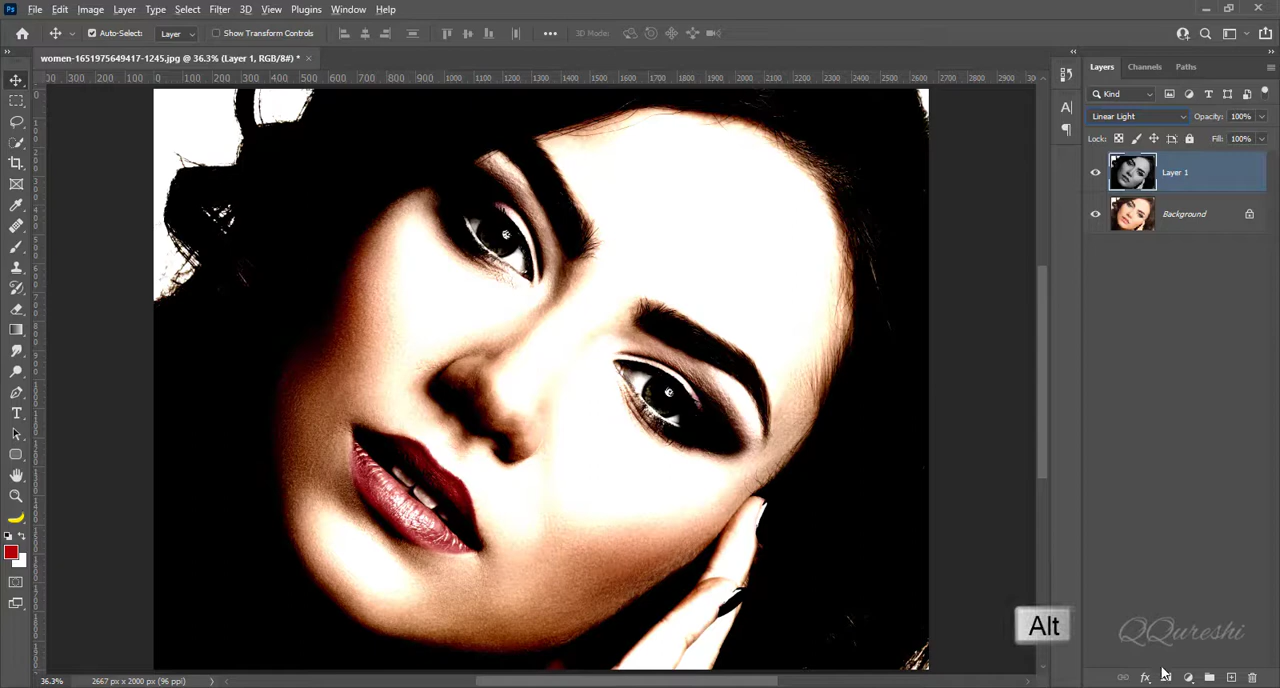 Ps File Edit Image Layer Type Select Filter 3D View Plugins Window Help
Auto-Select: Layer Show Transform Controls 3D Mode:
women-1651975649417-1245.jpg @ 36.3% (Layer 1, RGB/8#) *
Layers Channels Paths
Kind
Linear Light Opacity: 100%
Lock: Fill: 100%
Layer 1
Background
Alt
QQureshi
fx
36.3% 2667 px x 2000 px (96 ppi)